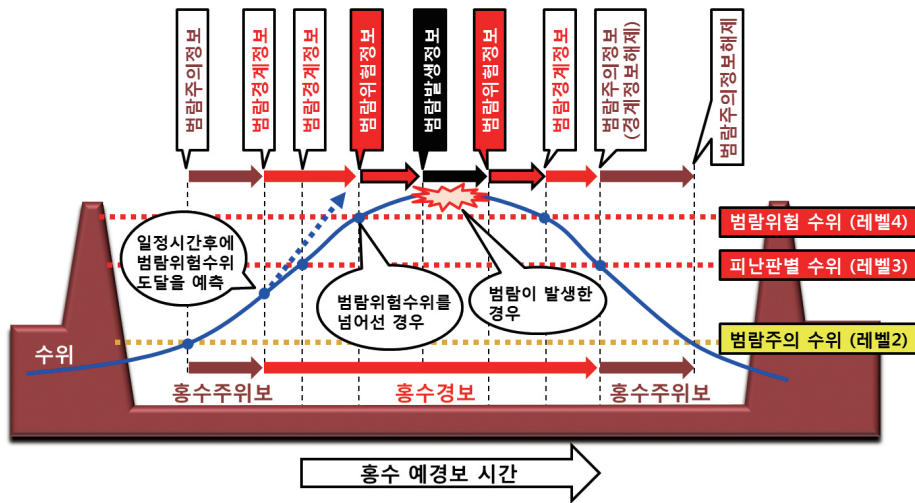 범람주의정보
범람경계정보
범람경계정보
범람위험정보
범람발생정보
범람위험정보
범람경계정보
범람주의정보
(경계정보해제)
범람주의정보해제
범람위험 수위 (레벨4)
일정시간후에
범람위험수위
도달을 예측
피난판별 수위 (레벨3)
범람위험수위를
넘어선 경우
범람이 발생한
경우
범람주의 수위 (레벨2)
수위
홍수주위보
홍수경보
홍수주위보
홍수 예경보 시간